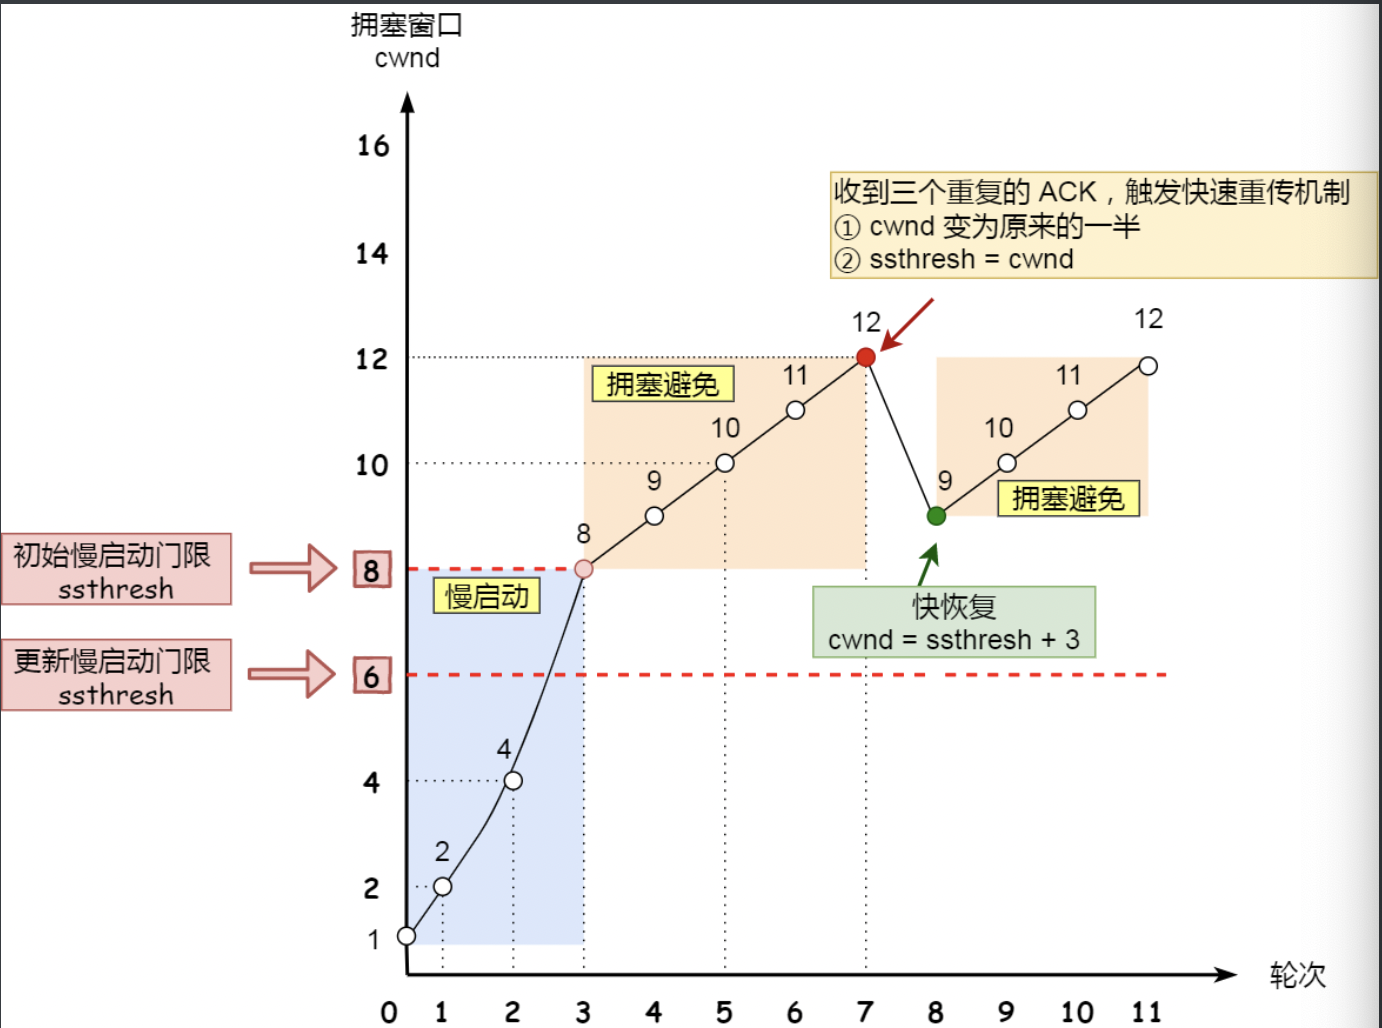 拥塞窗口
cwnd
16
14
12
10
8
6
4
2
1
初始慢启动门限
ssthresh
更新慢启动门限
ssthresh
收到三个重复的 ACK，触发快速重传机制
① cwnd 变为原来的一半
② ssthresh = cwnd
慢启动
拥塞避免
2
4
8
9
10
11
12
9
10
11
12
拥塞避免
快恢复
cwnd = ssthresh + 3
轮次
0 1 2 3 4 5 6 7 8 9 10 11